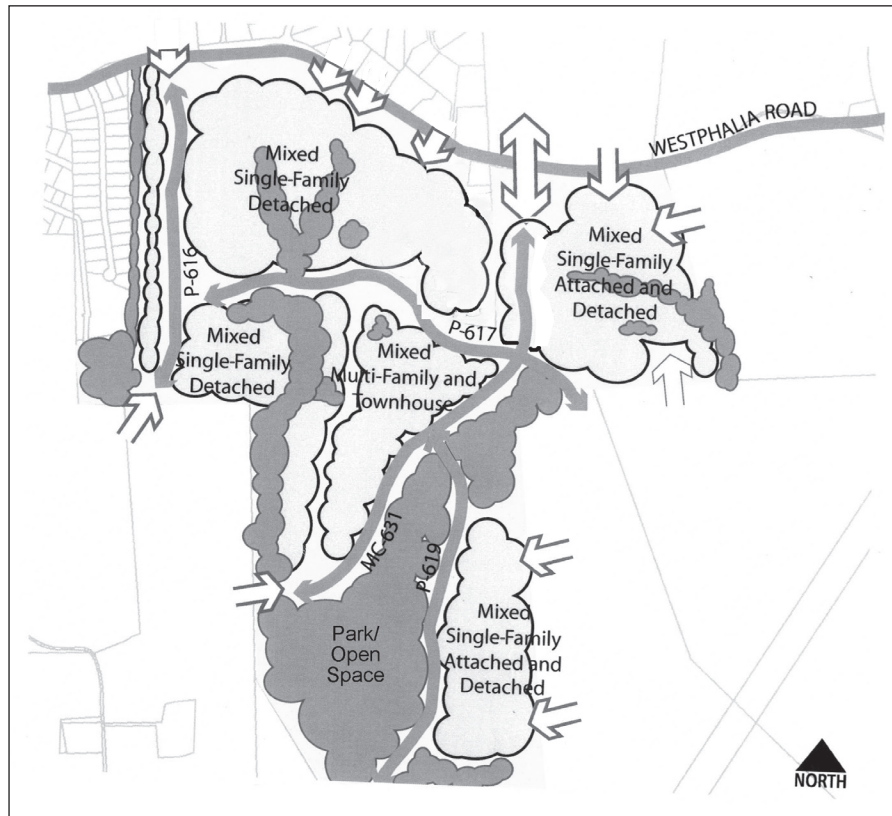 WESTPHALIA ROAD
Mixed
Single-Family
Detached
Mixed
Single-Family
Attached and
Detached
P-616
P-617
Mixed
Single-Family
Detached
Mixed
Multi-Family and
Townhouse
MC-631
P-619
Park/
Open
Space
Mixed
Single-Family
Attached and
Detached
NORTH